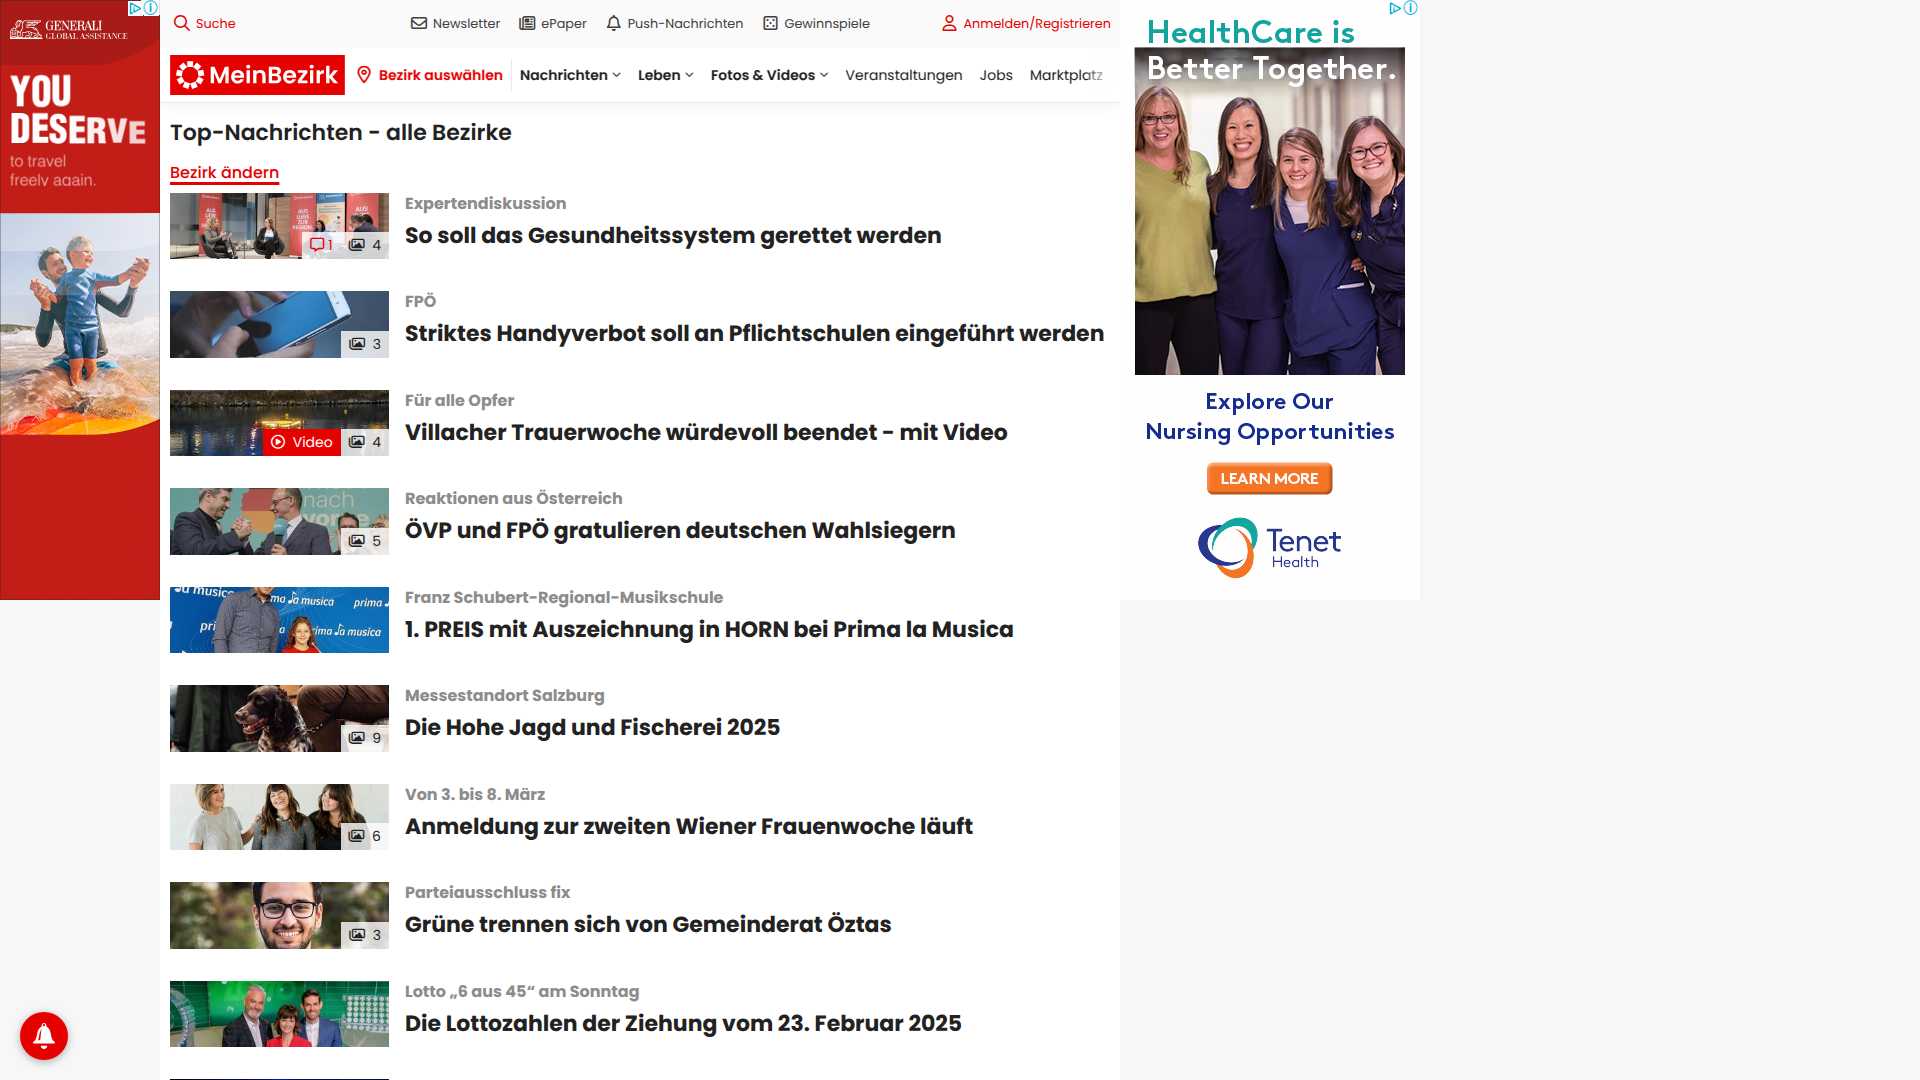 GENERALI
GLOBAL ASSISTANCE
YOU
DESERVE
to travel
freely again.
Suche
Newsletter
ePaper
Push-Nachrichten
Gewinnspiele
Anmelden/Registrieren
MeinBezirk
Bezirk auswählen
Nachrichten
Leben
Fotos & Videos
Veranstaltungen
Jobs
Marktplatz
Top-Nachrichten - alle Bezirke
Bezirk ändern
1
4
Expertendiskussion
So soll das Gesundheitssystem gerettet werden
3
FPÖ
Striktes Handyverbot soll an Pflichtschulen eingeführt werden
Video
4
Für alle Opfer
Villacher Trauerwoche würdevoll beendet - mit Video
nach
5
Reaktionen aus Österreich
ÖVP und FPÖ gratulieren deutschen Wahlsiegern
Franz Schubert-Regional-Musikschule
1. PREIS mit Auszeichnung in HORN bei Prima la Musica
9
Messestandort Salzburg
Die Hohe Jagd und Fischerei 2025
6
Von 3. bis 8. März
Anmeldung zur zweiten Wiener Frauenwoche läuft
3
Parteiausschluss fix
Grüne trennen sich von Gemeinderat Öztas
Lotto „6 aus 45“ am Sonntag
Die Lottozahlen der Ziehung vom 23. Februar 2025
HealthCare is
Better Together.
Explore Our
Nursing Opportunities
LEARN MORE
Tenet
Health